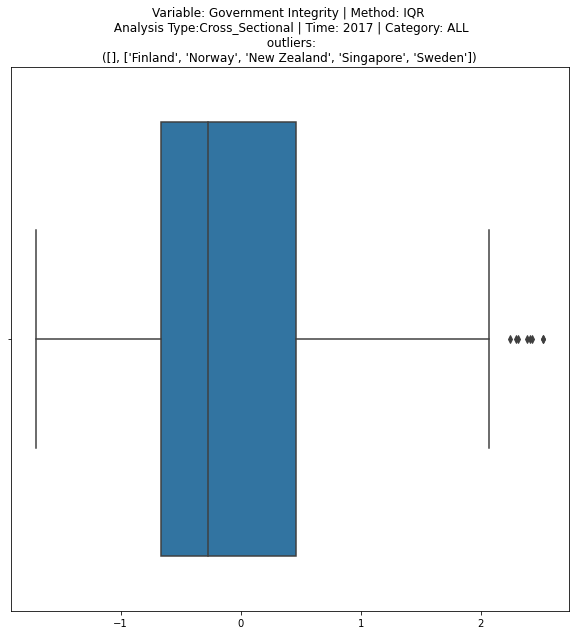 Variable: Government Integrity | Method: IQR
Analysis Type:Cross_Sectional | Time: 2017 | Category: ALL
outliers:
([], ['Finland', 'Norway', 'New Zealand', 'Singapore', 'Sweden'])
−1 0 1 2